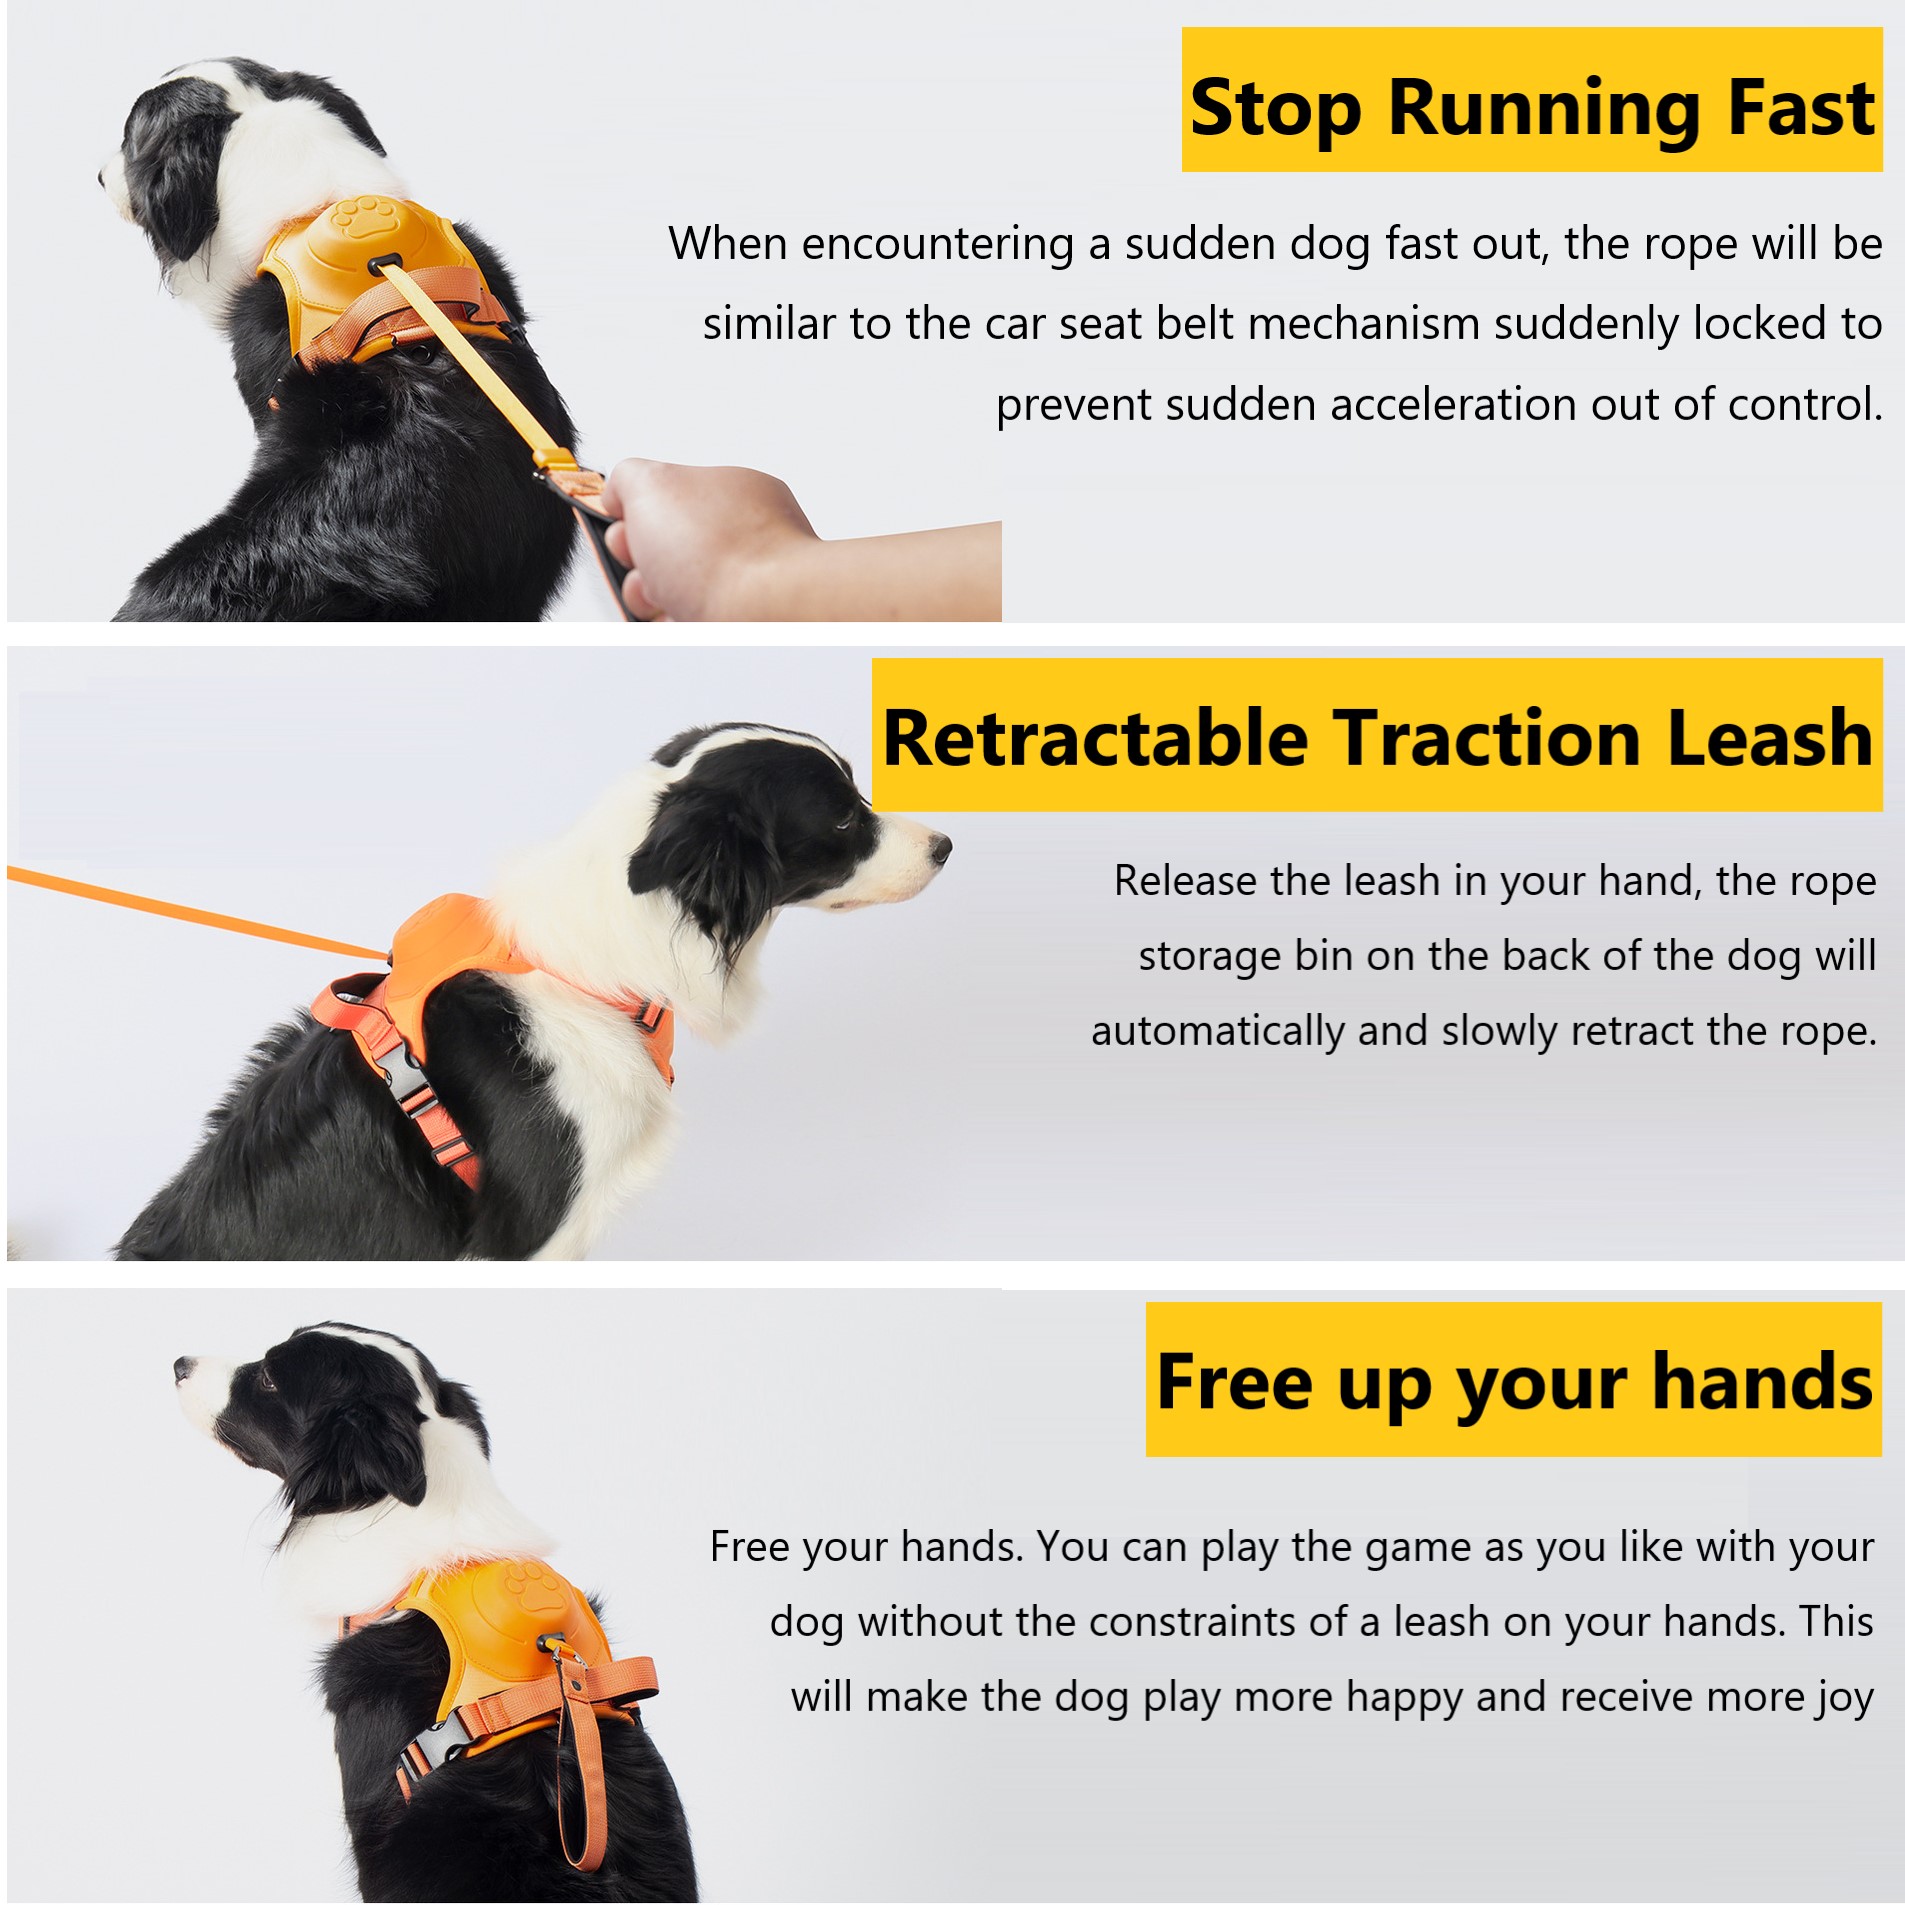 Stop Running Fast
When encountering a sudden dog fast out, the rope will be
similar to the car seat belt mechanism suddenly locked to
prevent sudden acceleration out of control.
Retractable Traction Leash
Release the leash in your hand, the rope
storage bin on the back of the dog will
automatically and slowly retract the rope.
Free up your hands
Free your hands. You can play the game as you like with your
dog without the constraints of a leash on your hands. This
will make the dog play more happy and receive more joy